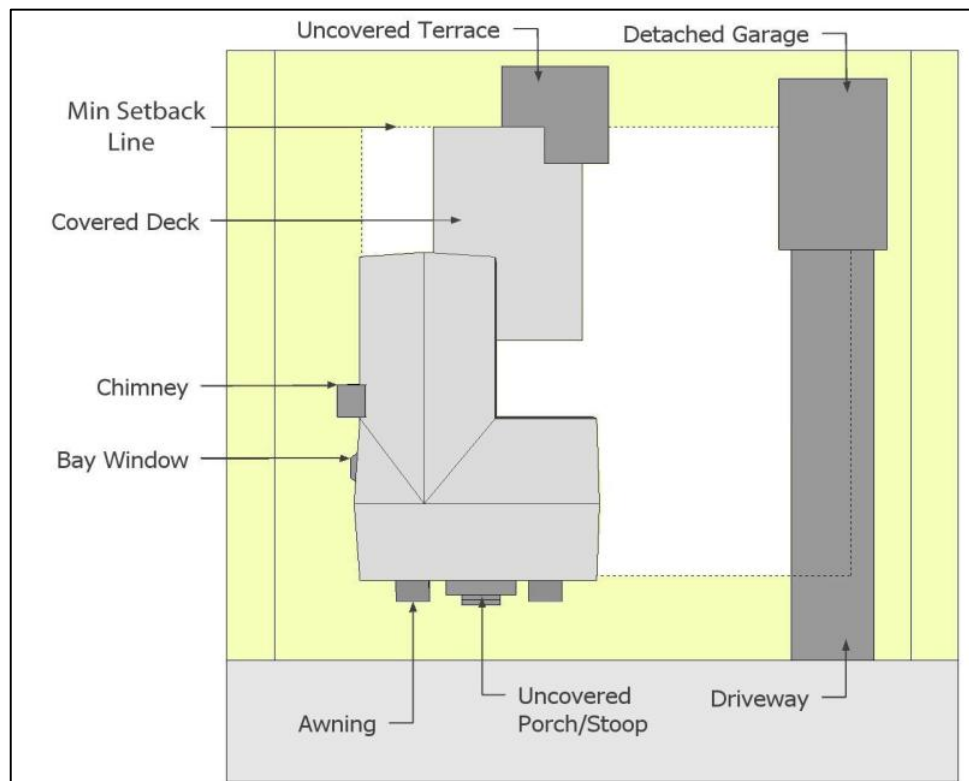 Uncovered Terrace
Detached Garage
Min Setback
Line
Covered Deck
Chimney
Bay Window
Awning
Uncovered
Porch/Stoop
Driveway